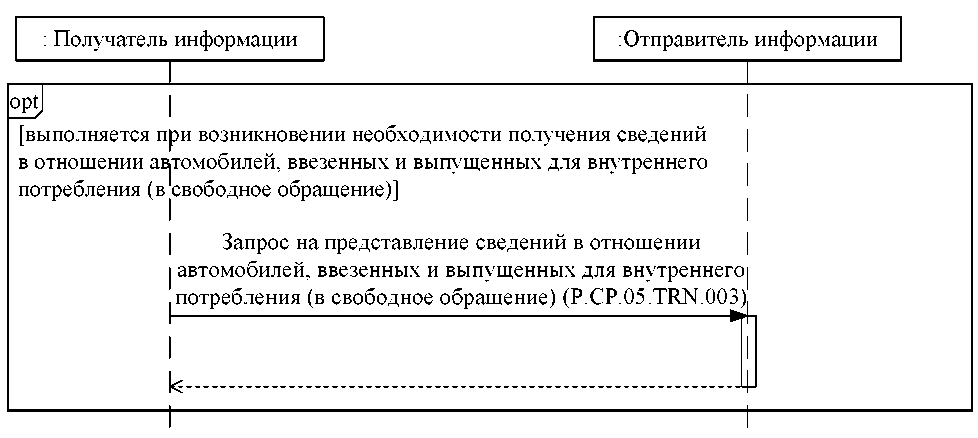 : Получатель информации
:Отправитель информации
opt
[выполняется при возникновении необходимости получения сведений
в отношении автомобилей, ввезенных и выпущенных для внутреннего
потребления (в свободное обращение)]
Запрос на представление сведений в отношении
автомобилей, ввезенных и выпущенных для внутреннего
потребления (в свободное обращение) (P.CP.05.TRN.003)